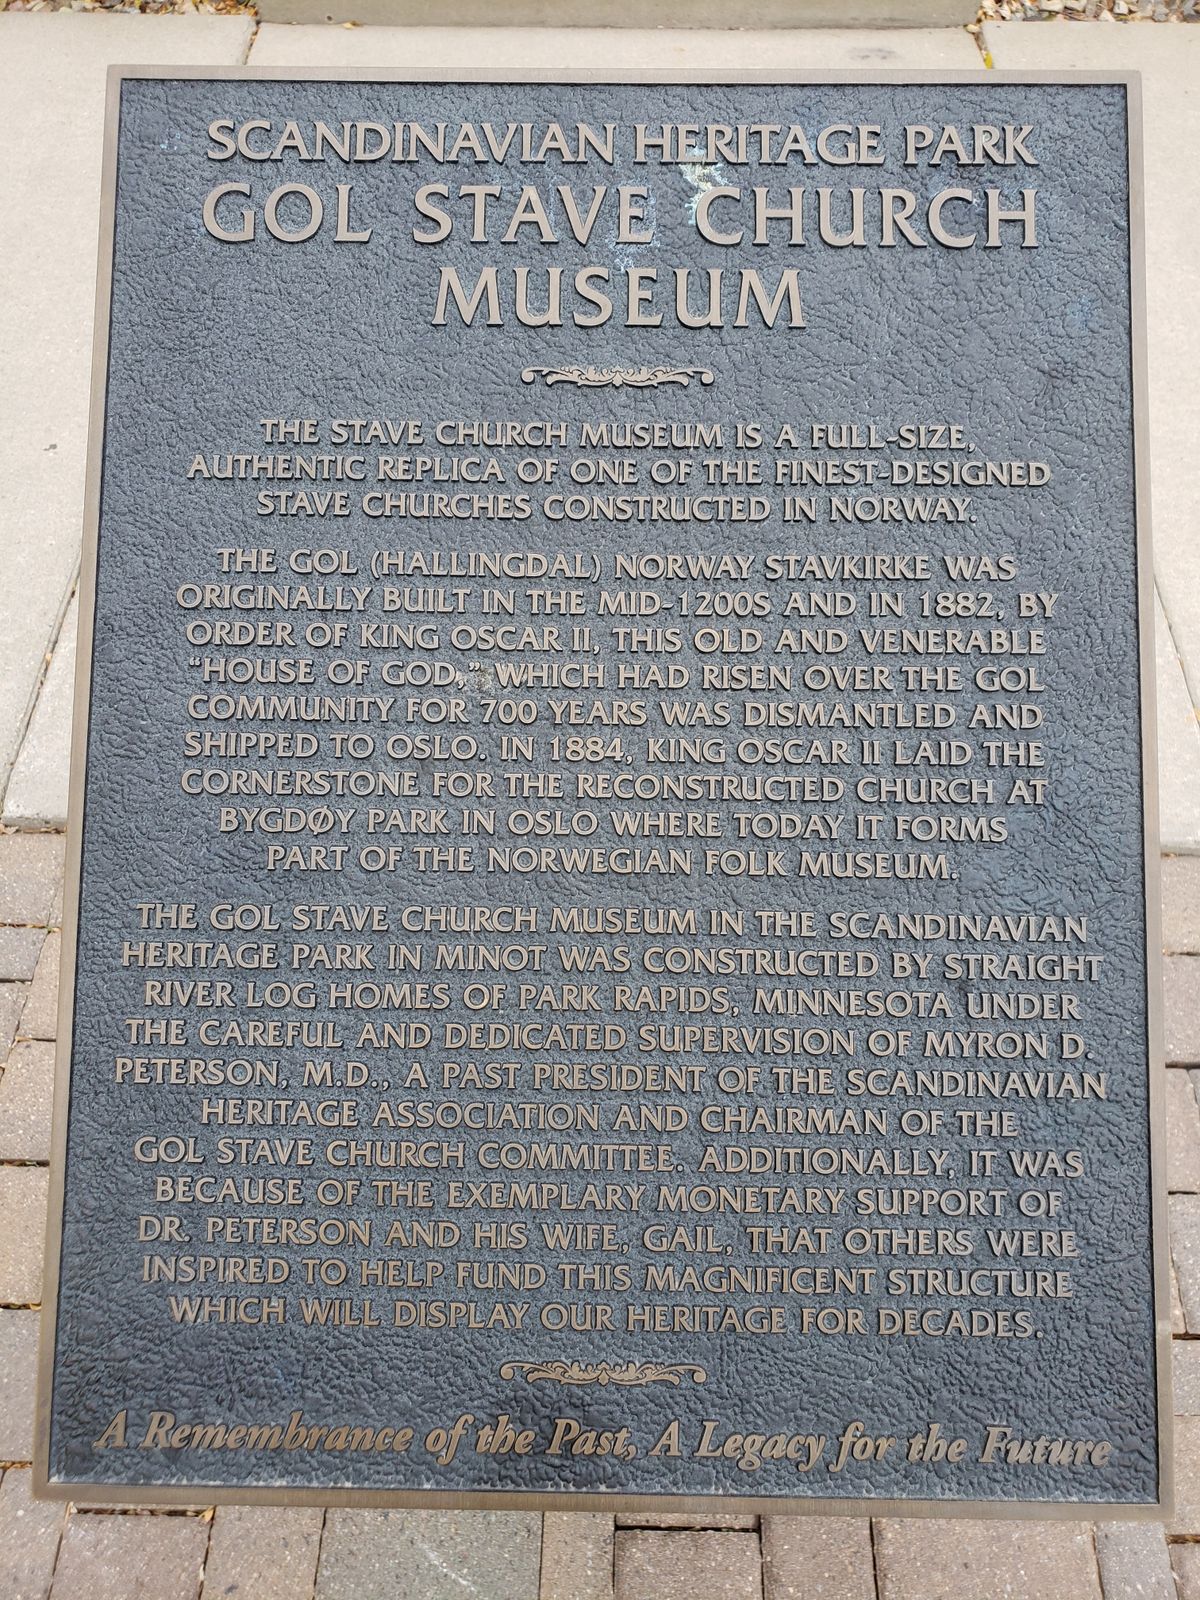 SCANDINAVIAN HERITAGE PARK
GOL STAVE CHURCH
MUSEUM
THE STAVE CHURCH MUSEUM IS A FULL-SIZE,
AUTHENTIC REPLICA OF ONE OF THE FINEST-DESIGNED
STAVE CHURCHES CONSTRUCTED IN NORWAY.
THE GOL (HALLINGDAL) NORWAY STAVKIRKE WAS
ORIGINALLY BUILT IN THE MID-1200S AND IN 1882, BY
ORDER OF KING OSCAR II, THIS OLD AND VENERABLE
“HOUSE OF GOD,” WHICH HAD RISEN OVER THE GOL
COMMUNITY FOR 700 YEARS WAS DISMANTLED AND
SHIPPED TO OSLO. IN 1884, KING OSCAR II LAID THE
CORNERSTONE FOR THE RECONSTRUCTED CHURCH AT
BYGDØY PARK IN OSLO WHERE TODAY IT FORMS
PART OF THE NORWEGIAN FOLK MUSEUM.
THE GOL STAVE CHURCH MUSEUM IN THE SCANDINAVIAN
HERITAGE PARK IN MINOT WAS CONSTRUCTED BY STRAIGHT
RIVER LOG HOMES OF PARK RAPIDS, MINNESOTA UNDER
THE CAREFUL AND DEDICATED SUPERVISION OF MYRON D.
PETERSON, M.D., A PAST PRESIDENT OF THE SCANDINAVIAN
HERITAGE ASSOCIATION AND CHAIRMAN OF THE
GOL STAVE CHURCH COMMITTEE. ADDITIONALLY, IT WAS
BECAUSE OF THE EXEMPLARY MONETARY SUPPORT OF
DR. PETERSON AND HIS WIFE, GAIL, THAT OTHERS WERE
INSPIRED TO HELP FUND THIS MAGNIFICENT STRUCTURE
WHICH WILL DISPLAY OUR HERITAGE FOR DECADES.
A Remembrance of the Past, A Legacy for the Future